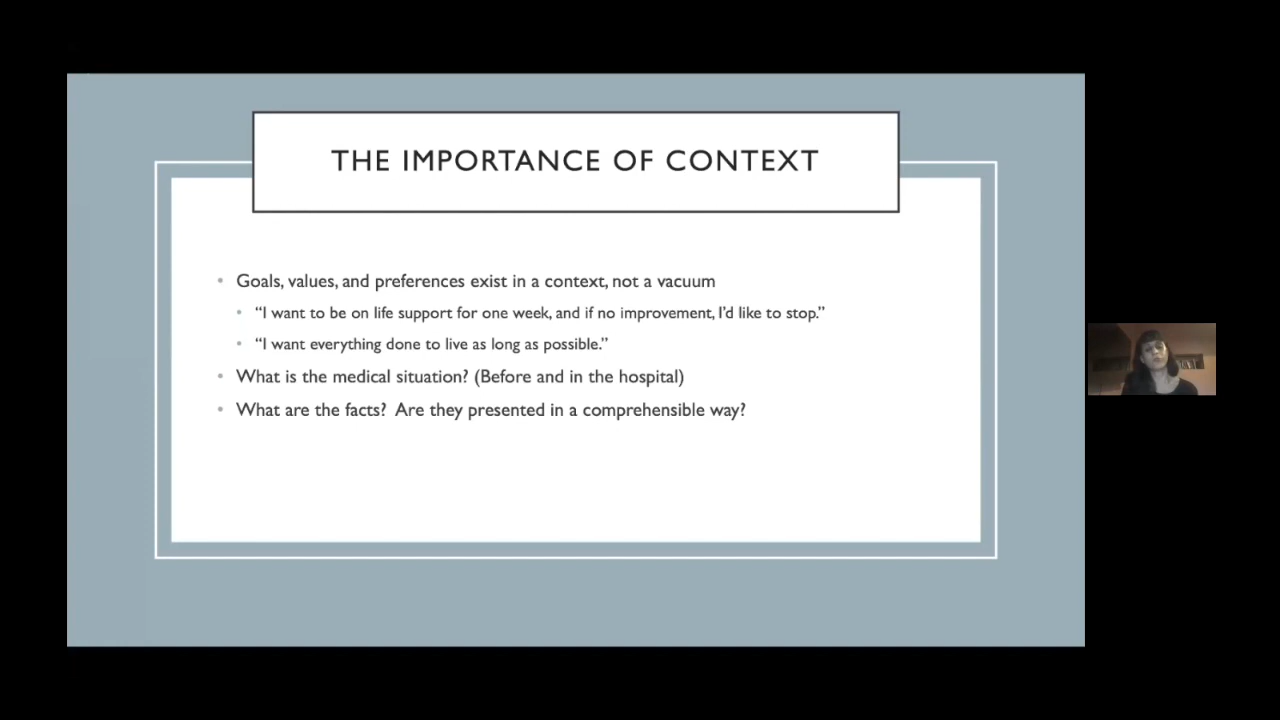 THE IMPORTANCE OF CONTEXT
• Goals, values, and preferences exist in a context, not a vacuum
• “I want to be on life support for one week, and if no improvement, I’d like to stop.”
• “I want everything done to live as long as possible.”
• What is the medical situation? (Before and in the hospital)
• What are the facts?  Are they presented in a comprehensible way?